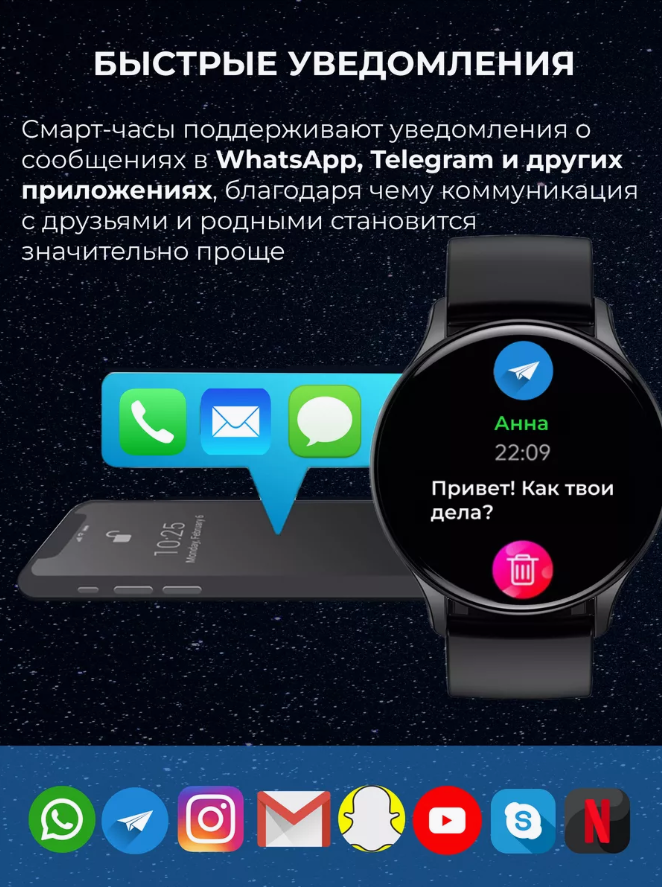 БЫСТРЫЕ УВЕДОМЛЕНИЯ
Смарт-часы поддерживают уведомления о
сообщениях в WhatsApp, Telegram и других
приложениях, благодаря чему коммуникация
с друзьями и родными становится
значительно проще
Анна
22:09
Привет! Как твои
дела?
10:25
Monday, February 6